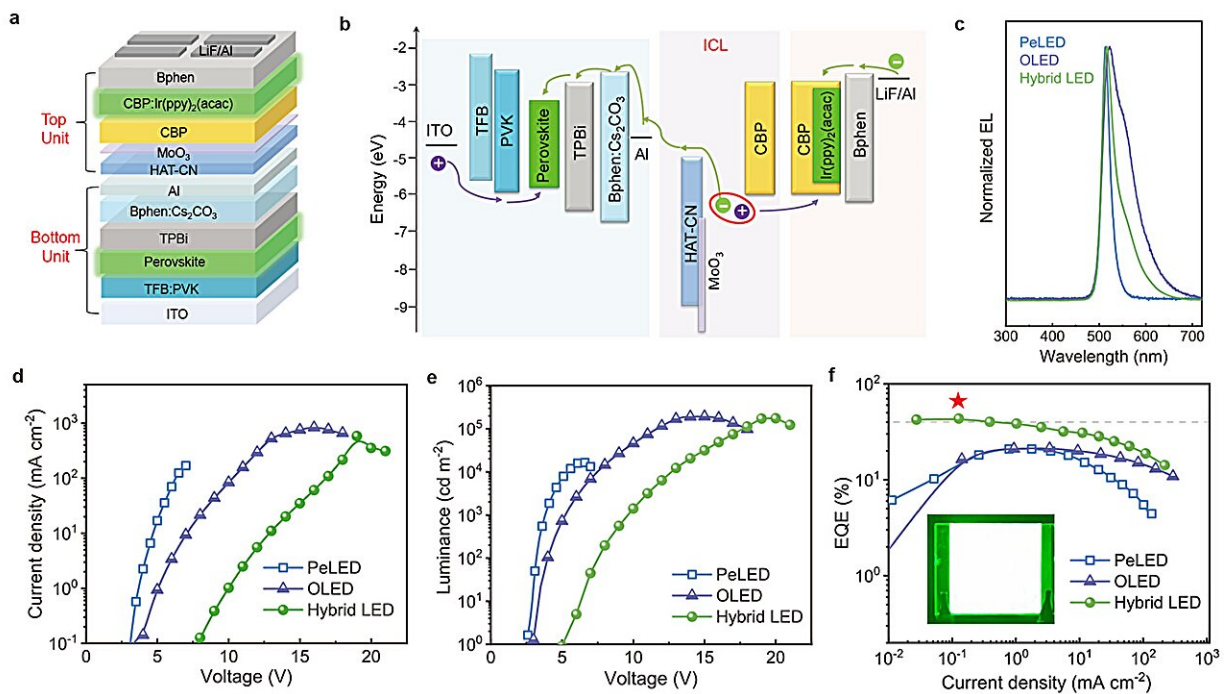 a
LiF/Al
Bphen
CBP:Ir(ppy)2(acac)
CBP
MoO3
HAT-CN
Al
Bphen:Cs2CO3
TPBi
Perovskite
TFB:PVK
ITO
Top
Unit
Bottom
Unit
b
Energy (eV)
-2
-3
-4
-5
-6
-7
-8
-9
ICL
ITO
+
TFB
PVK
Perovskite
TPBi
Bphen:Cs2CO3
Al
HAT-CN
MoO3
−
+
CBP
CBP
Ir(ppy)2(acac)
Bphen
−
LiF/Al
c
Normalized EL
PeLED
OLED
Hybrid LED
300 400 500 600 700
Wavelength (nm)
d
Current density (mA cm-2)
10^4
10^3
10^2
10^1
10^0
10^-1
PeLED
OLED
Hybrid LED
0 5 10 15 20
Voltage (V)
e
Luminance (cd m-2)
10^6
10^5
10^4
10^3
10^2
10^1
10^0
PeLED
OLED
Hybrid LED
0 5 10 15 20
Voltage (V)
f
EQE (%)
10^2
10^1
10^0
PeLED
OLED
Hybrid LED
10^-2 10^-1 10^0 10^1 10^2 10^3
Current density (mA cm-2)